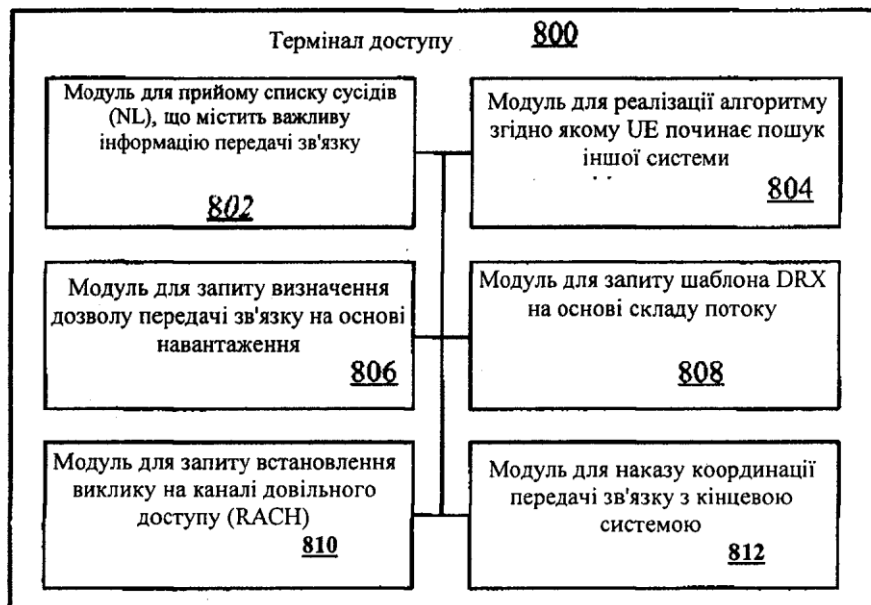 Термінал доступу 800
Модуль для прийому списку сусідів
(NL), що містить важливу
інформацію передачі зв'язку
802
Модуль для реалізації алгоритму
згідно якому UE починає пошук
іншої системи
804
Модуль для запиту визначення
дозволу передачі зв'язку на основі
навантаження
806
Модуль для запиту шаблона DRX
на основі складу потоку
808
Модуль для запиту встановлення
виклику на каналі довільного
доступу (RACH)
810
Модуль для наказу координації
передачі зв'язку з кінцевою
системою
812